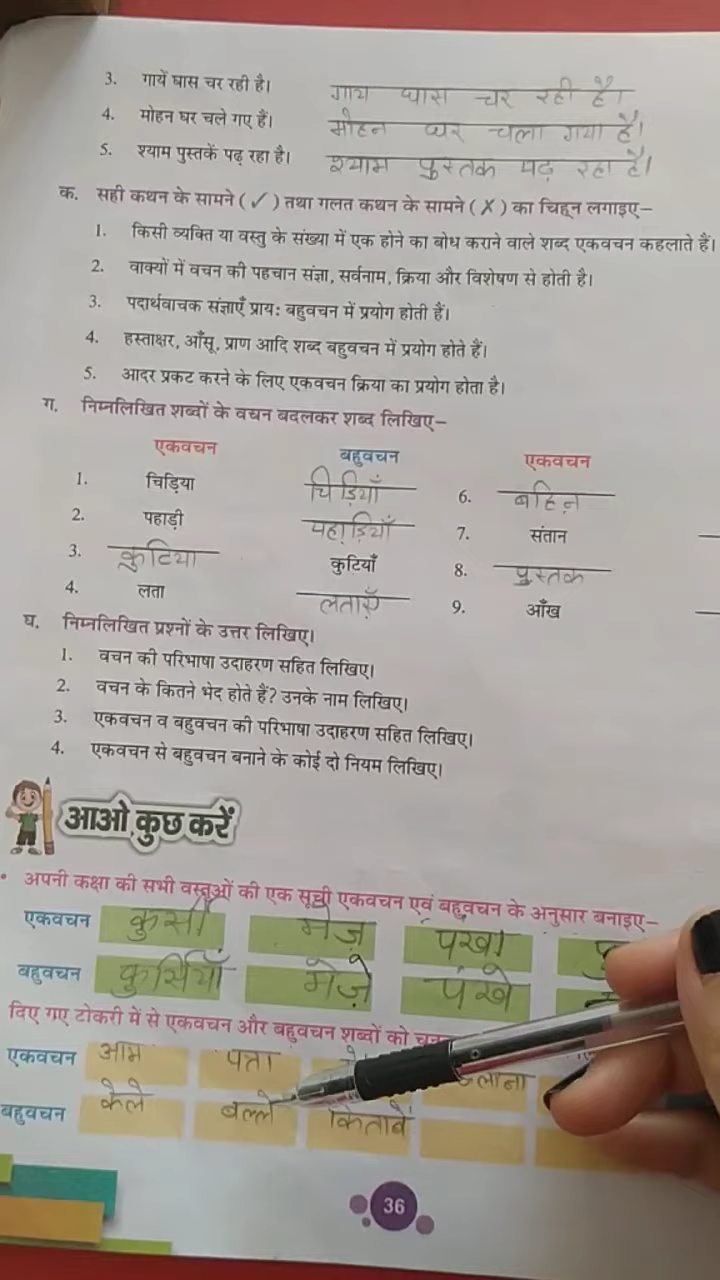 3. गायें घास चर रही है। गाय घास चर रही है।
4. मोहन घर चले गए हैं। मोहन घर चला गया है।
5. श्याम पुस्तकें पढ़ रहा है। श्याम पुस्तक पढ़ रहा है।
क. सही कथन के सामने (✓) तथा गलत कथन के सामने (✗) का चिह्न लगाइए–
1. किसी व्यक्ति या वस्तु के संख्या में एक होने का बोध कराने वाले शब्द एकवचन कहलाते हैं।
2. वाक्यों में वचन की पहचान संज्ञा, सर्वनाम, क्रिया और विशेषण से होती है।
3. पदार्थवाचक संज्ञाएँ प्रायः बहुवचन में प्रयोग होती हैं।
4. हस्ताक्षर, आँसू, प्राण आदि शब्द बहुवचन में प्रयोग होते हैं।
5. आदर प्रकट करने के लिए एकवचन क्रिया का प्रयोग होता है।
ग. निम्नलिखित शब्दों के वचन बदलकर शब्द लिखिए–
एकवचन बहुवचन एकवचन
1. चिड़िया चिड़ियाँ 6. बहिन
2. पहाड़ी पहाड़ियाँ 7. संतान
3. कुटिया कुटियाँ 8. पुस्तक
4. लता लताएँ 9. आँख
घ. निम्नलिखित प्रश्नों के उत्तर लिखिए।
1. वचन की परिभाषा उदाहरण सहित लिखिए।
2. वचन के कितने भेद होते हैं? उनके नाम लिखिए।
3. एकवचन व बहुवचन की परिभाषा उदाहरण सहित लिखिए।
4. एकवचन से बहुवचन बनाने के कोई दो नियम लिखिए।
आओ कुछ करें
• अपनी कक्षा की सभी वस्तुओं की एक सूची एकवचन एवं बहुवचन के अनुसार बनाइए–
एकवचन कुर्सी मेज़ पंखा
बहुवचन कुर्सियाँ मेज़े पंखे
दिए गए टोकरी में से एकवचन और बहुवचन शब्दों को
एकवचन आम पत्ता
बहुवचन केले बल्ले किताबें
36